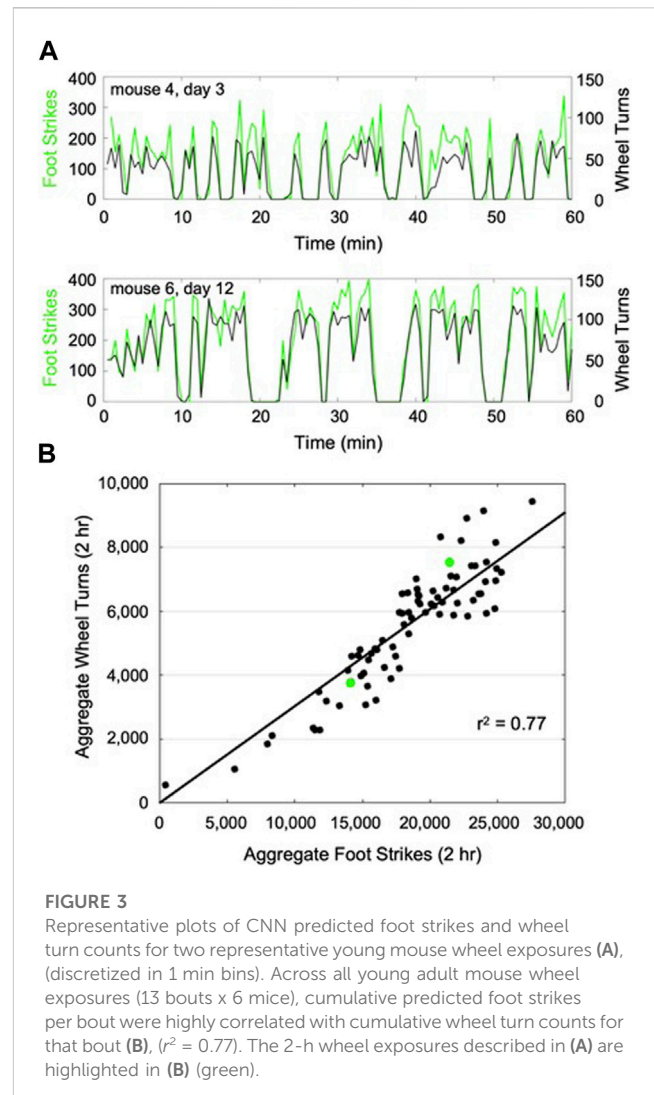 A
mouse 4, day 3
400
300
200
100
0
Foot Strikes
150
100
50
0
Wheel Turns
0 10 20 30 40 50 60
Time (min)
mouse 6, day 12
400
300
200
100
0
Foot Strikes
150
100
50
0
Wheel Turns
0 10 20 30 40 50 60
Time (min)
B
10,000
8,000
6,000
4,000
2,000
0
Aggregate Wheel Turns (2 hr)
r² = 0.77
0 5,000 10,000 15,000 20,000 25,000 30,000
Aggregate Foot Strikes (2 hr)
FIGURE 3
Representative plots of CNN predicted foot strikes and wheel
turn counts for two representative young mouse wheel exposures (A),
(discretized in 1 min bins). Across all young adult mouse wheel
exposures (13 bouts x 6 mice), cumulative predicted foot strikes
per bout were highly correlated with cumulative wheel turn counts for
that bout (B), (r² = 0.77). The 2-h wheel exposures described in (A) are
highlighted in (B) (green).